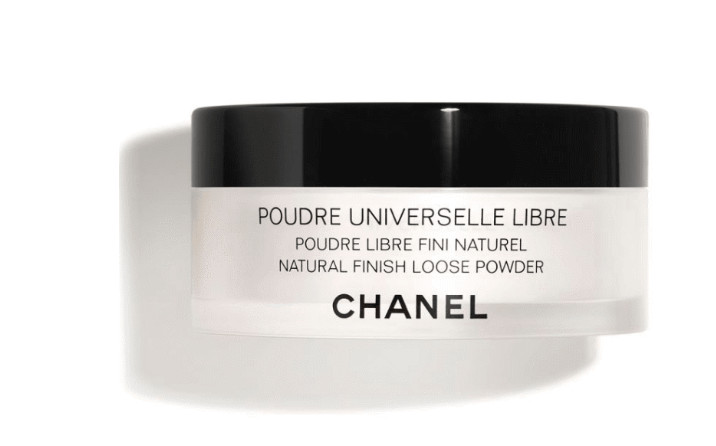 POUDRE UNIVERSELLE LIBRE
POUDRE LIBRE FINI NATUREL
NATURAL FINISH LOOSE POWDER
CHANEL